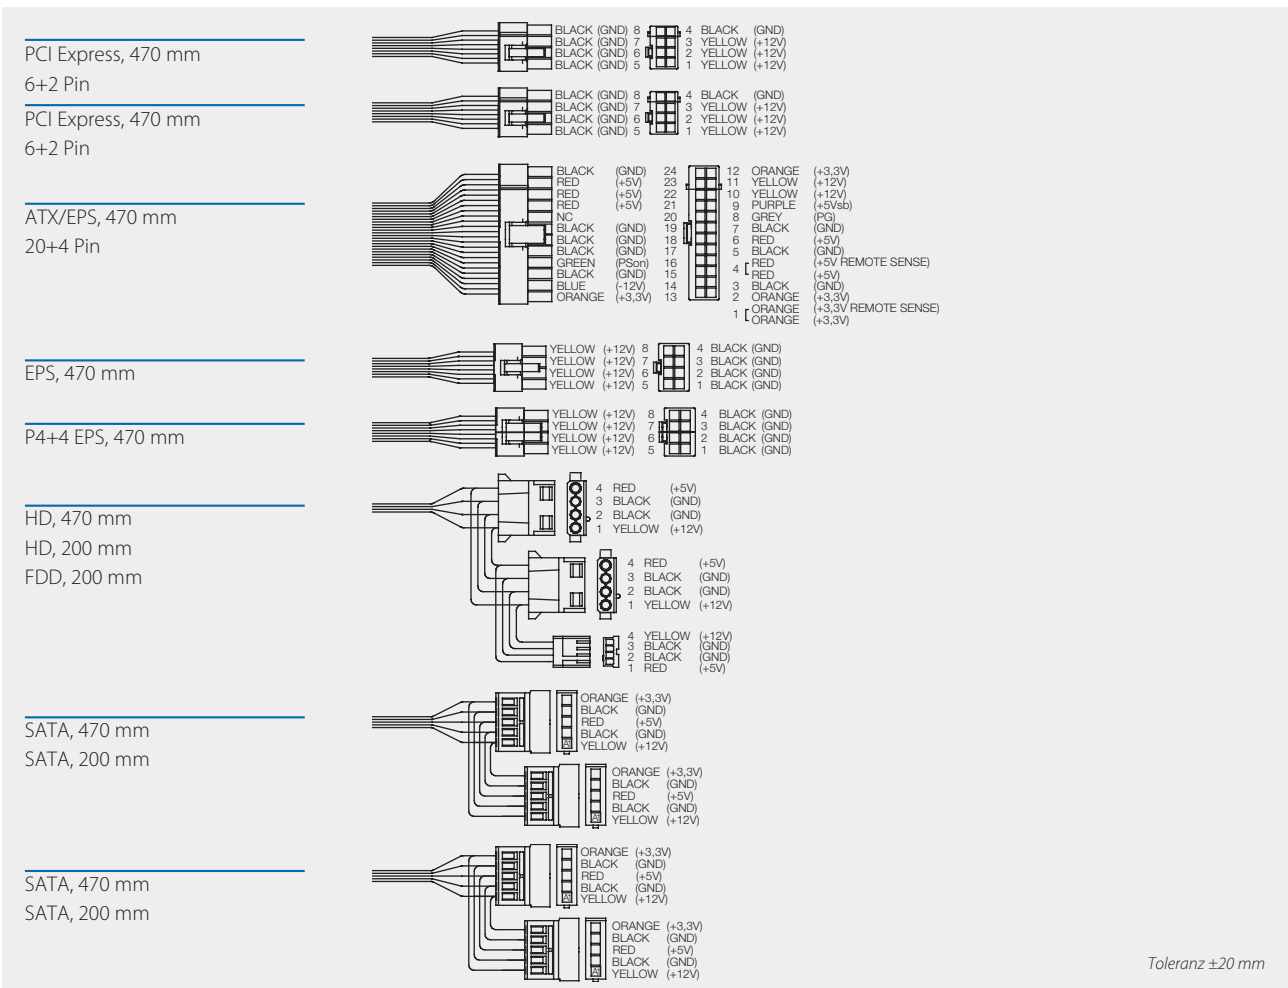 PCI Express, 470 mm
6+2 Pin
BLACK (GND) 8 4 BLACK (GND)
BLACK (GND) 7 3 YELLOW (+12V)
BLACK (GND) 6 2 YELLOW (+12V)
BLACK (GND) 5 1 YELLOW (+12V)
PCI Express, 470 mm
6+2 Pin
BLACK (GND) 8 4 BLACK (GND)
BLACK (GND) 7 3 YELLOW (+12V)
BLACK (GND) 6 2 YELLOW (+12V)
BLACK (GND) 5 1 YELLOW (+12V)
ATX/EPS, 470 mm
20+4 Pin
BLACK (GND) 24 12 ORANGE (+3,3V)
RED (+5V) 23 11 YELLOW (+12V)
RED (+5V) 22 10 YELLOW (+12V)
RED (+5V) 21 9 PURPLE (+5Vsb)
NC 20 8 GREY (PG)
BLACK (GND) 19 7 BLACK (GND)
BLACK (GND) 18 6 RED (+5V)
BLACK (GND) 17 5 BLACK (GND)
GREEN (PSon) 16 4 RED (+5V REMOTE SENSE)
BLACK (GND) 15 RED (+5V)
BLUE (-12V) 14 3 BLACK (GND)
ORANGE (+3,3V) 13 2 ORANGE (+3,3V)
1 ORANGE (+3,3V REMOTE SENSE)
ORANGE (+3,3V)
EPS, 470 mm
YELLOW (+12V) 8 4 BLACK (GND)
YELLOW (+12V) 7 3 BLACK (GND)
YELLOW (+12V) 6 2 BLACK (GND)
YELLOW (+12V) 5 1 BLACK (GND)
P4+4 EPS, 470 mm
YELLOW (+12V) 8 4 BLACK (GND)
YELLOW (+12V) 7 3 BLACK (GND)
YELLOW (+12V) 6 2 BLACK (GND)
YELLOW (+12V) 5 1 BLACK (GND)
HD, 470 mm
HD, 200 mm
FDD, 200 mm
4 RED (+5V)
3 BLACK (GND)
2 BLACK (GND)
1 YELLOW (+12V)
4 RED (+5V)
3 BLACK (GND)
2 BLACK (GND)
1 YELLOW (+12V)
4 YELLOW (+12V)
3 BLACK (GND)
2 BLACK (GND)
1 RED (+5V)
SATA, 470 mm
SATA, 200 mm
ORANGE (+3,3V)
BLACK (GND)
RED (+5V)
BLACK (GND)
YELLOW (+12V)
ORANGE (+3,3V)
BLACK (GND)
RED (+5V)
BLACK (GND)
YELLOW (+12V)
SATA, 470 mm
SATA, 200 mm
ORANGE (+3,3V)
BLACK (GND)
RED (+5V)
BLACK (GND)
YELLOW (+12V)
ORANGE (+3,3V)
BLACK (GND)
RED (+5V)
BLACK (GND)
YELLOW (+12V)
Toleranz ±20 mm